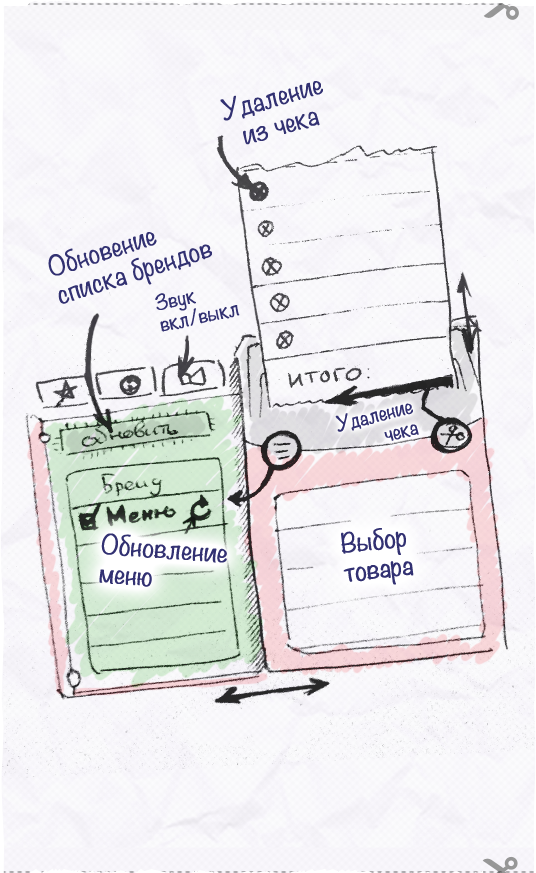 Удаление
из чека
Обновение
списка брендов
Звук
вкл/выкл
ИТОГО:
Удаление
чека
обновить
Бренд
Меню
Обновление
меню
Выбор
товара